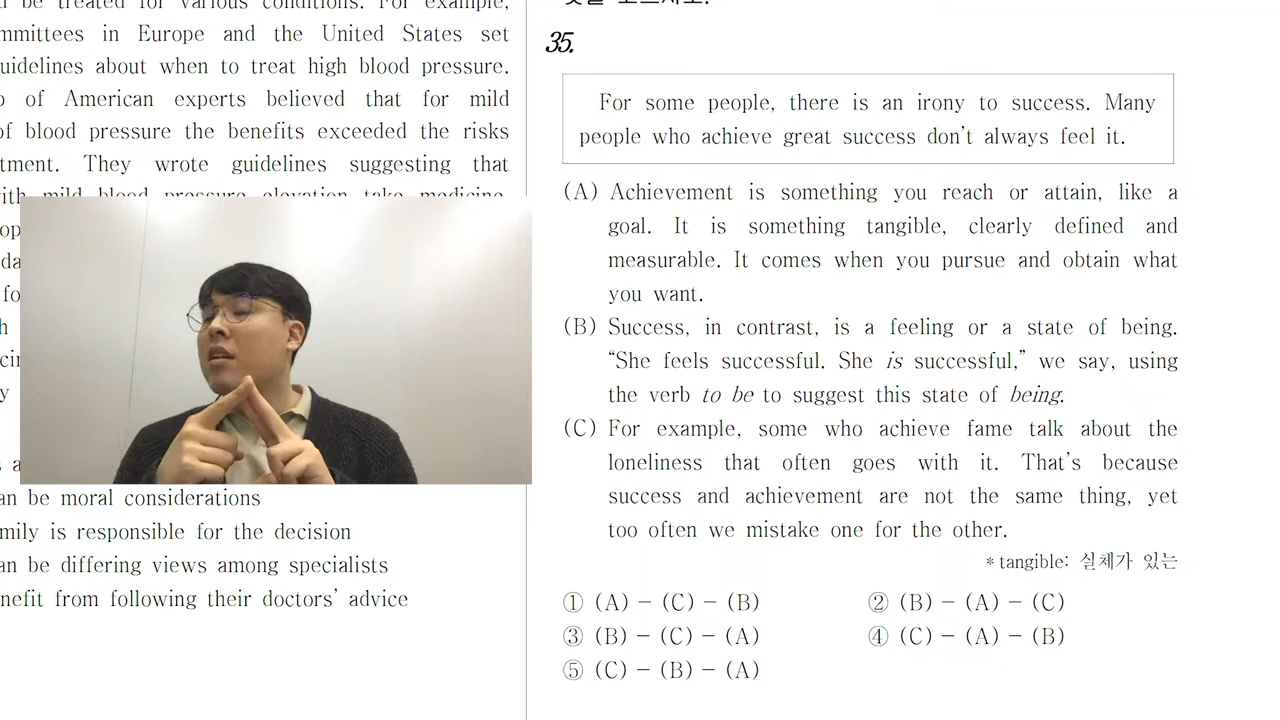 be treated for various conditions. For example,
in Europe and the United States set
about when to treat high blood pressure.
of American experts believed that for mild
of blood pressure the benefits exceeded the risks
They wrote guidelines suggesting that
mild blood pressure elevation take medicine.
an be moral considerations
is responsible for the decision
an be differing views among specialists
from following their doctors' advice
35.
For some people, there is an irony to success. Many
people who achieve great success don't always feel it.
(A) Achievement is something you reach or attain, like a
goal. It is something tangible, clearly defined and
measurable. It comes when you pursue and obtain what
you want.
(B) Success, in contrast, is a feeling or a state of being.
“She feels successful. She is successful,” we say, using
the verb to be to suggest this state of being.
(C) For example, some who achieve fame talk about the
loneliness that often goes with it. That's because
success and achievement are not the same thing, yet
too often we mistake one for the other.
* tangible: 실체가 있는
① (A) - (C) - (B)
② (B) - (A) - (C)
③ (B) - (C) - (A)
④ (C) - (A) - (B)
⑤ (C) - (B) - (A)